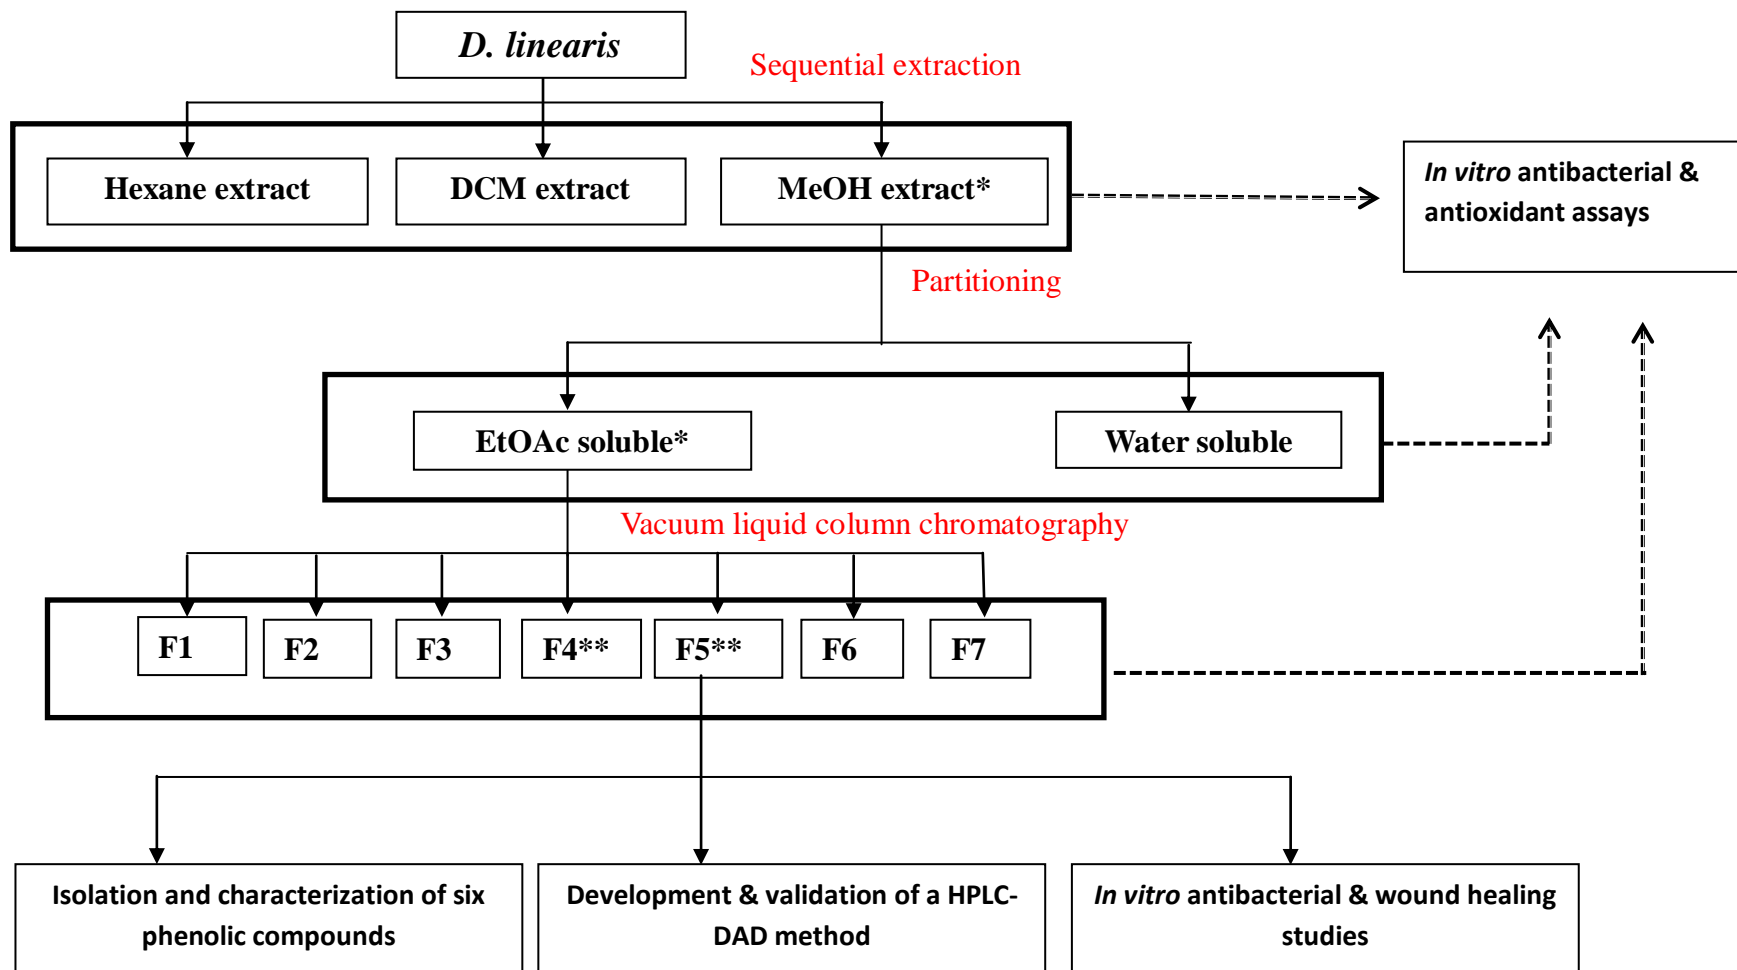 D. linearis
Sequential extraction
Hexane extract
DCM extract
MeOH extract*
In vitro antibacterial &
antioxidant assays
Partitioning
EtOAc soluble*
Water soluble
Vacuum liquid column chromatography
F1
F2
F3
F4**
F5**
F6
F7
Isolation and characterization of six
phenolic compounds
Development & validation of a HPLC-
DAD method
In vitro antibacterial & wound healing
studies